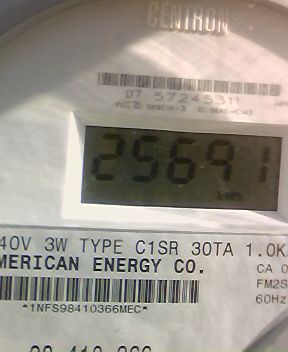 CENTRON
07 57245311
25691
kWh
40V 3W TYPE C1SR 30TA 1.0K
MERICAN ENERGY CO.
CA 0
FM2S
*1NFS98410366MEC*
60Hz